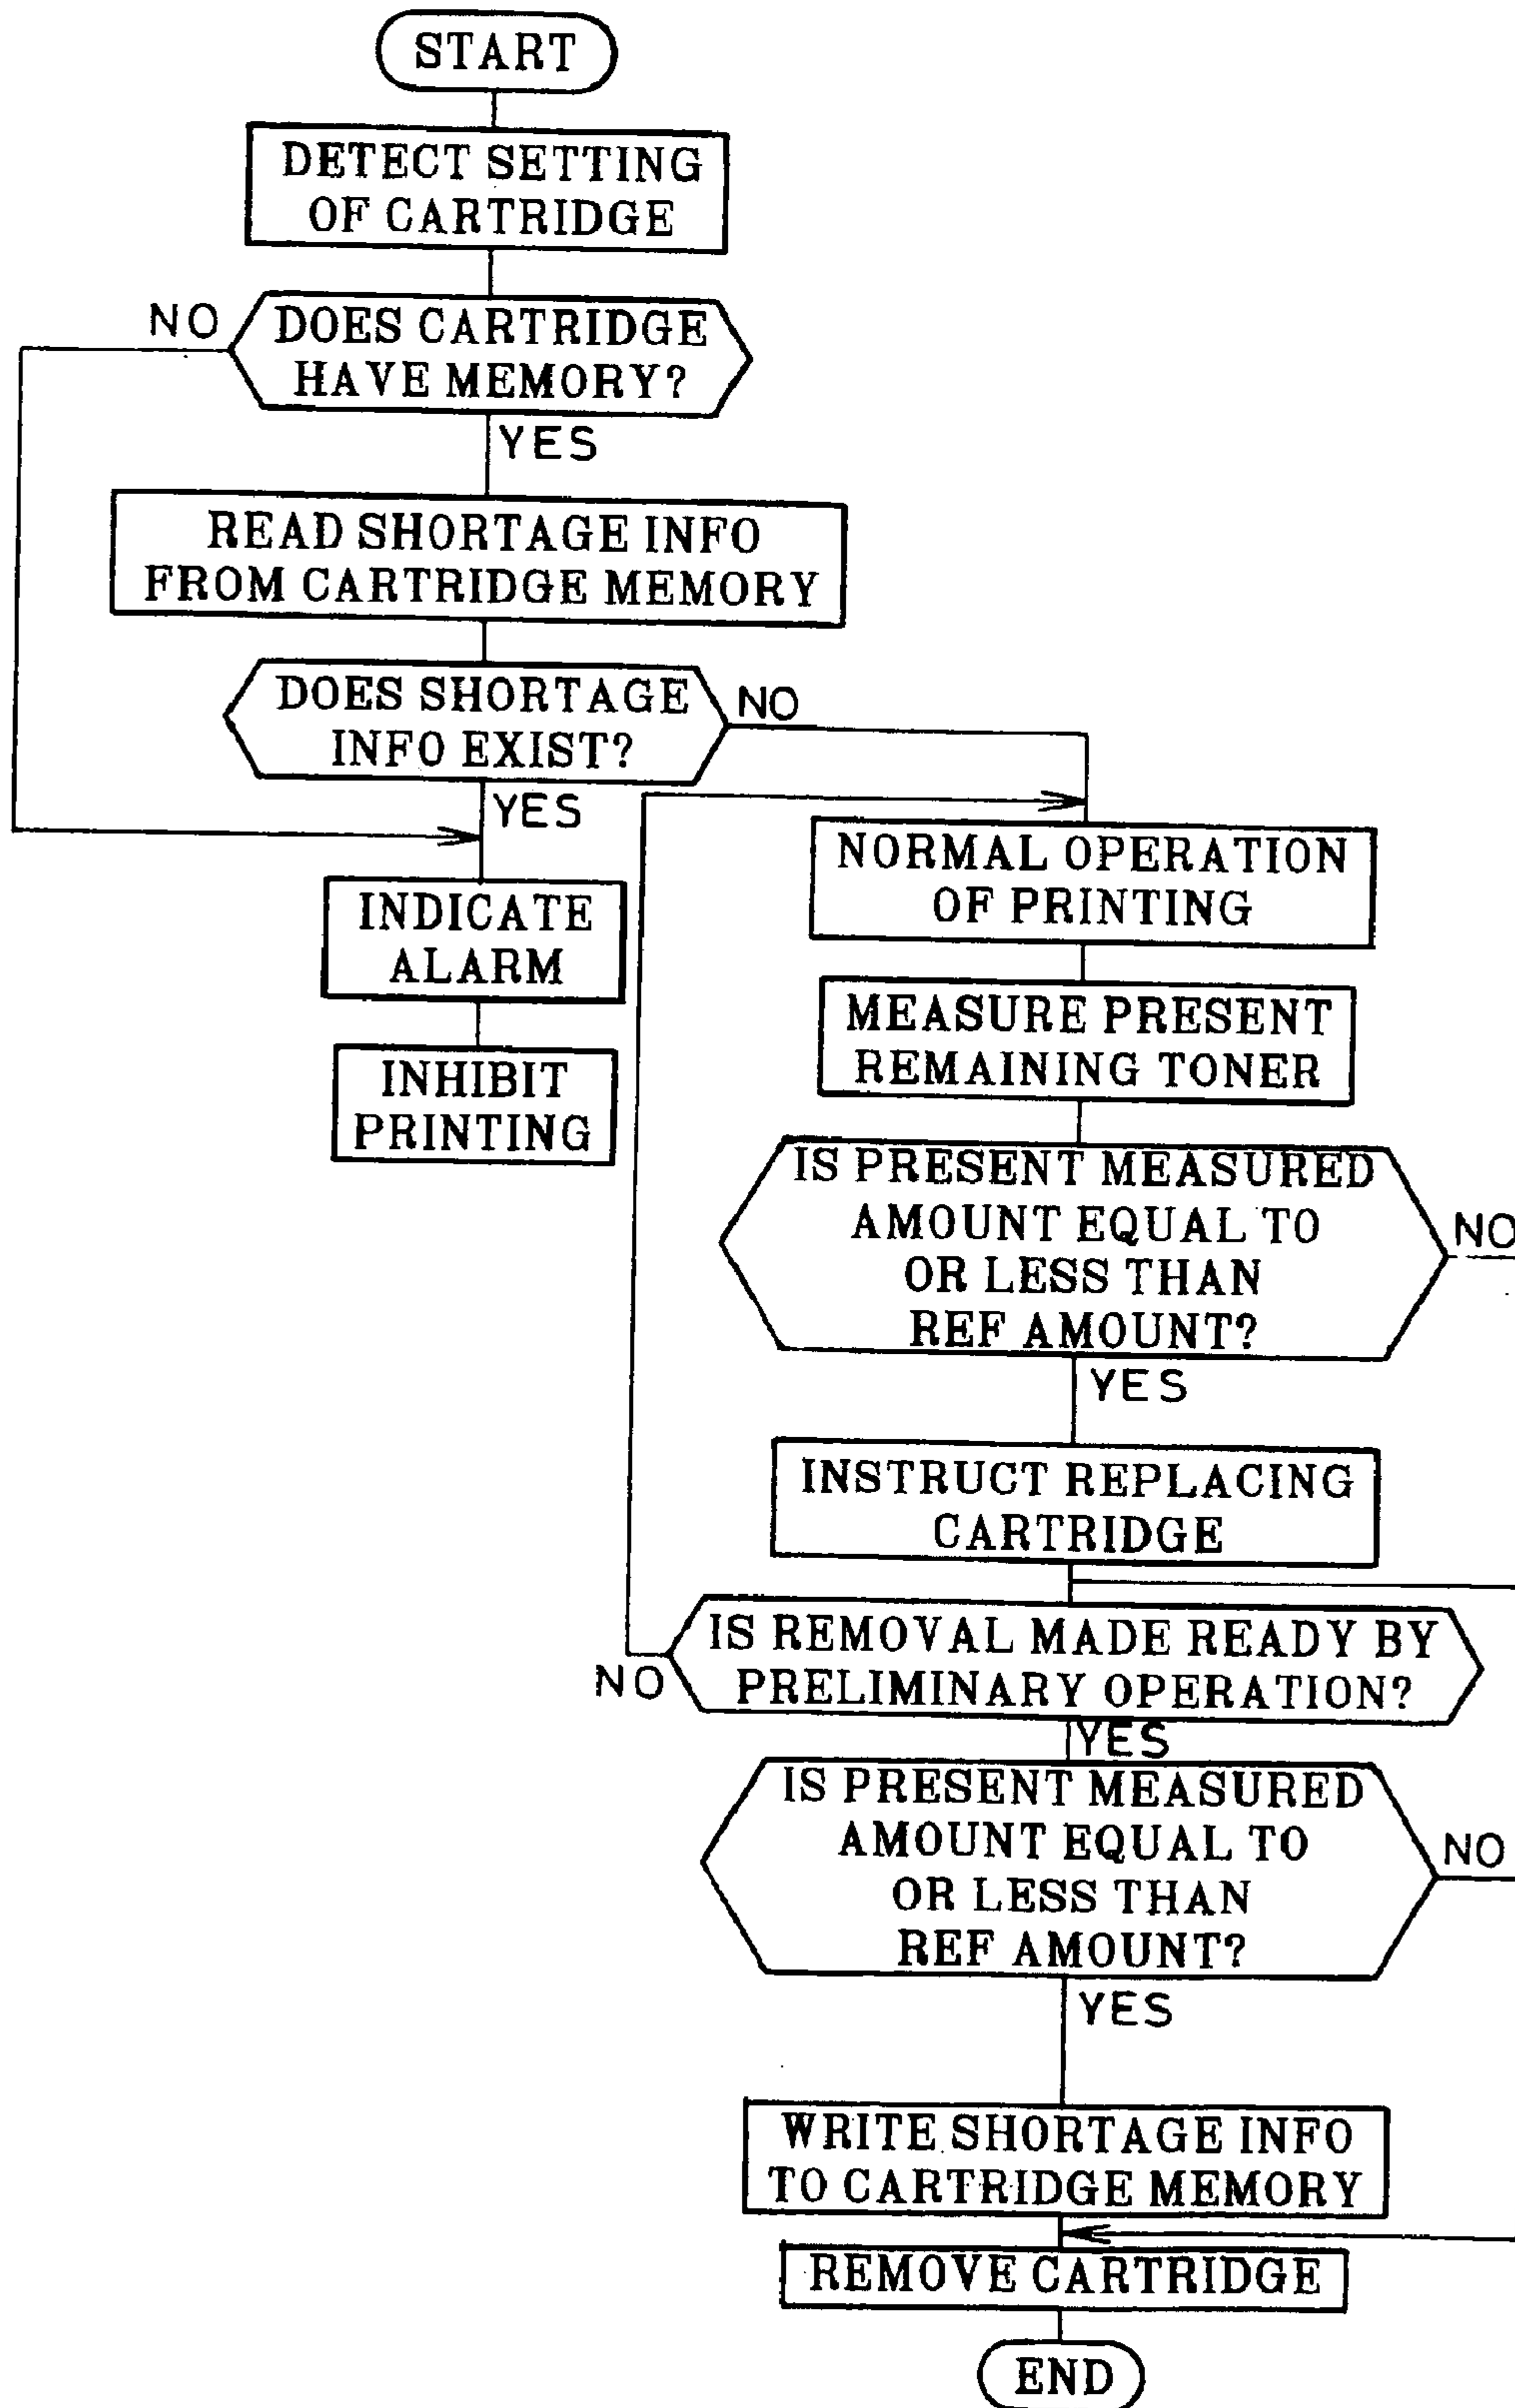 START
DETECT SETTING
OF CARTRIDGE
NO
DOES CARTRIDGE
HAVE MEMORY?
YES
READ SHORTAGE INFO
FROM CARTRIDGE MEMORY
DOES SHORTAGE
INFO EXIST?
NO
YES
INDICATE
ALARM
INHIBIT
PRINTING
NORMAL OPERATION
OF PRINTING
MEASURE PRESENT
REMAINING TONER
IS PRESENT MEASURED
AMOUNT EQUAL TO
OR LESS THAN
REF AMOUNT?
NO
YES
INSTRUCT REPLACING
CARTRIDGE
IS REMOVAL MADE READY BY
PRELIMINARY OPERATION?
NO
YES
IS PRESENT MEASURED
AMOUNT EQUAL TO
OR LESS THAN
REF AMOUNT?
NO
YES
WRITE SHORTAGE INFO
TO CARTRIDGE MEMORY
REMOVE CARTRIDGE
END